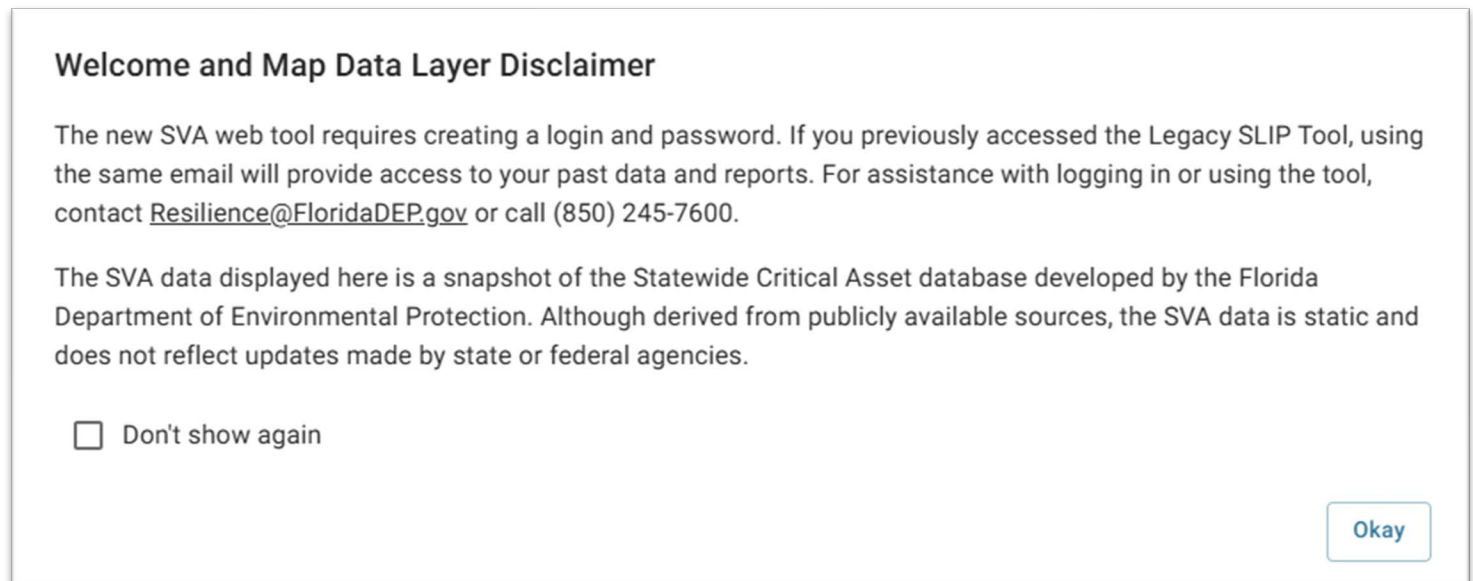 Welcome and Map Data Layer Disclaimer
The new SVA web tool requires creating a login and password. If you previously accessed the Legacy SLIP Tool, using
the same email will provide access to your past data and reports. For assistance with logging in or using the tool,
contact Resilience@FloridaDEP.gov or call (850) 245-7600.
The SVA data displayed here is a snapshot of the Statewide Critical Asset database developed by the Florida
Department of Environmental Protection. Although derived from publicly available sources, the SVA data is static and
does not reflect updates made by state or federal agencies.
Don't show again
Okay